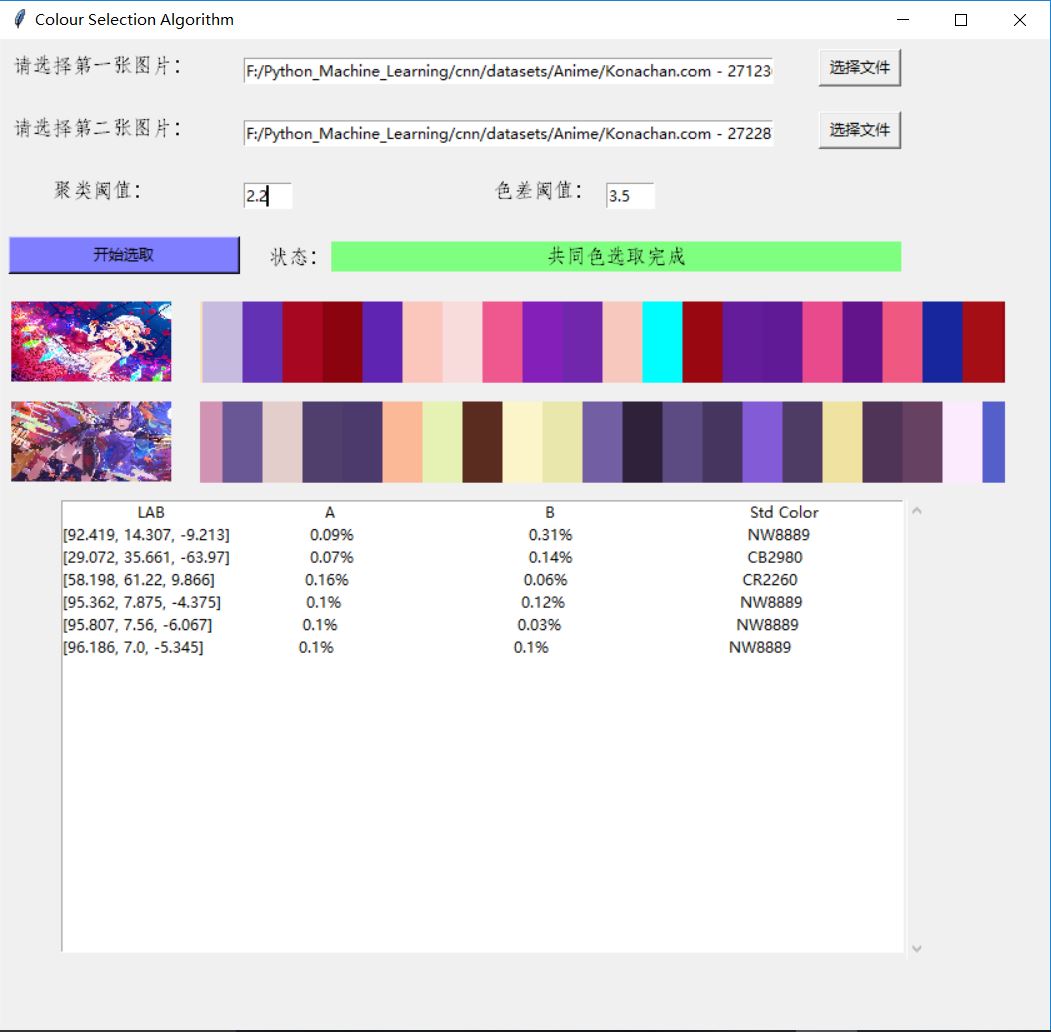 Colour Selection Algorithm
请选择第一张图片： F:/Python_Machine_Learning/cnn/datasets/Anime/Konachan.com - 27123 选择文件
请选择第二张图片： F:/Python_Machine_Learning/cnn/datasets/Anime/Konachan.com - 27228 选择文件
聚类阈值： 2.2 色差阈值： 3.5
开始选取 状态： 共同色选取完成
LAB A B Std Color
[92.419, 14.307, -9.213] 0.09% 0.31% NW8889
[29.072, 35.661, -63.97] 0.07% 0.14% CB2980
[58.198, 61.22, 9.866] 0.16% 0.06% CR2260
[95.362, 7.875, -4.375] 0.1% 0.12% NW8889
[95.807, 7.56, -6.067] 0.1% 0.03% NW8889
[96.186, 7.0, -5.345] 0.1% 0.1% NW8889